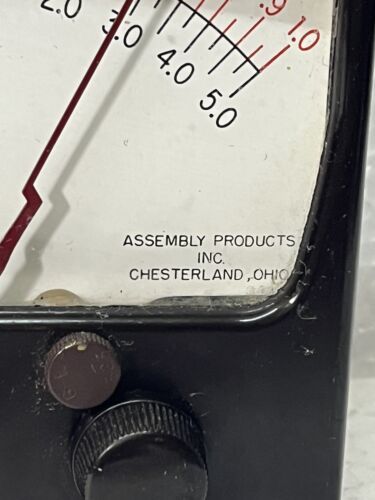 .9 1.0
2.0 3.0 4.0 5.0
ASSEMBLY PRODUCTS
INC.
CHESTERLAND, OHIO